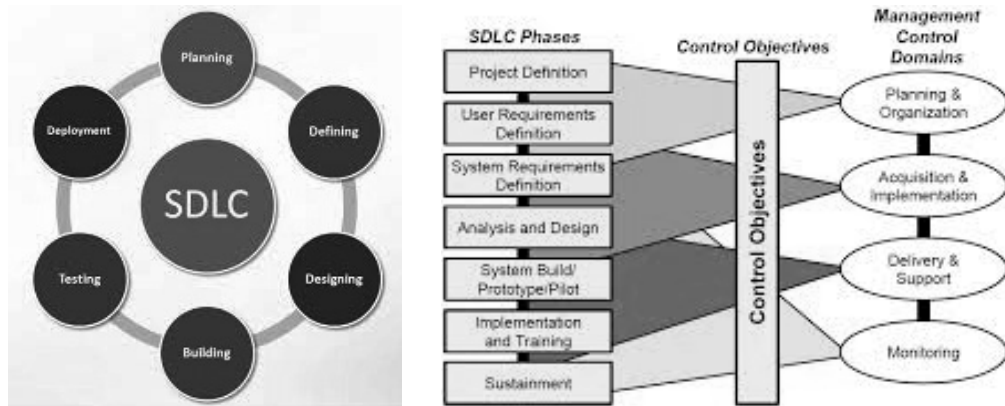 Planning
Defining
Designing
Building
Testing
Deployment
SDLC
SDLC Phases
Project Definition
User Requirements
Definition
System Requirements
Definition
Analysis and Design
System Build/
Prototype/Pilot
Implementation
and Training
Sustainment
Control Objectives
Control Objectives
Management
Control
Domains
Planning &
Organization
Acquisition &
Implementation
Delivery &
Support
Monitoring